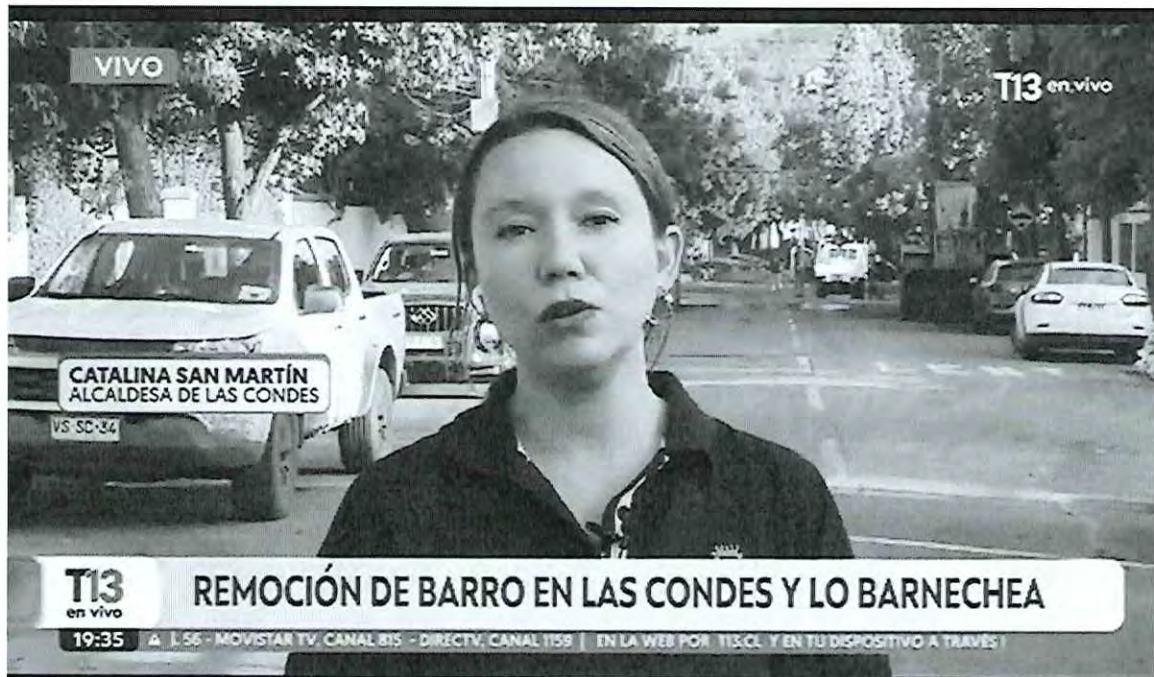 VIVO
T13 en vivo
CATALINA SAN MARTÍN
ALCALDESA DE LAS CONDES
VS SD-34
T13
en vivo
REMOCIÓN DE BARRO EN LAS CONDES Y LO BARNECHEA
19:35
56 - MOVISTAR TV, CANAL 815 - DIRECTV, CANAL 1159 | EN LA WEB POR T13.CL Y EN TU DISPOSITIVO A TRAVÉS